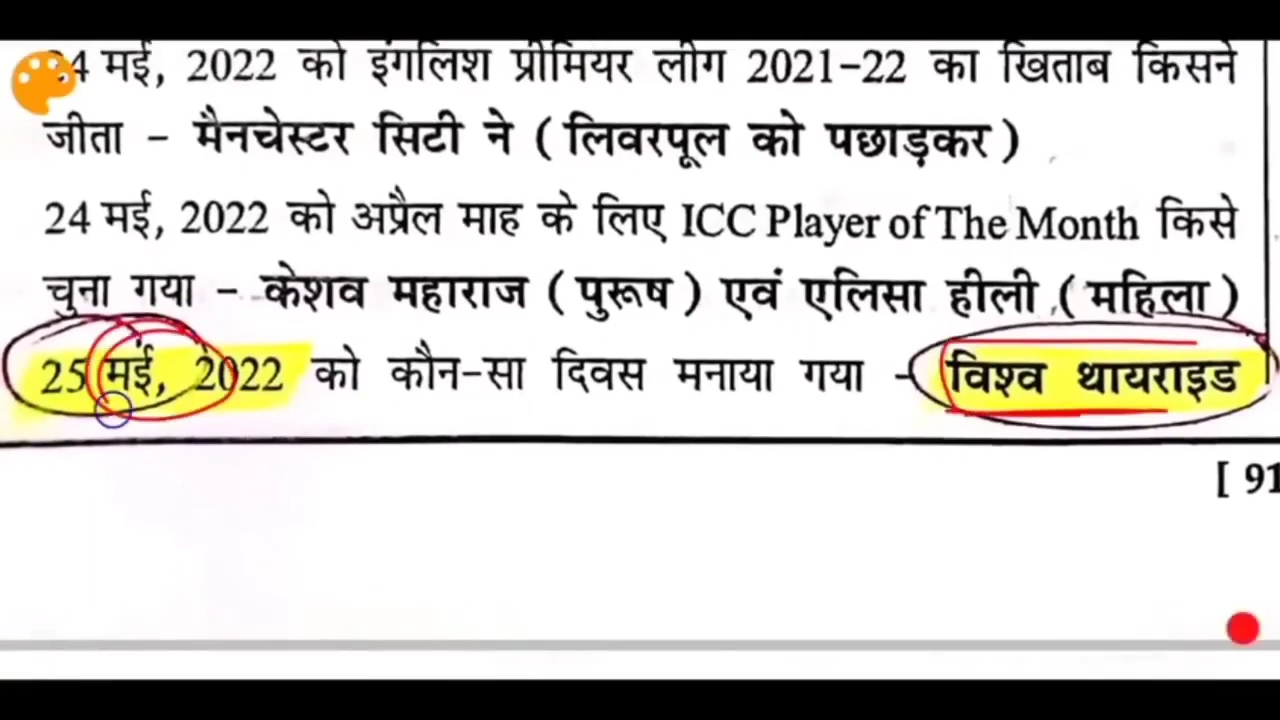 24 मई, 2022 को इंगलिश प्रीमियर लीग 2021-22 का खिताब किसने
जीता - मैनचेस्टर सिटी ने ( लिवरपूल को पछाड़कर )
24 मई, 2022 को अप्रैल माह के लिए ICC Player of The Month किसे
चुना गया - केशव महाराज ( पुरूष ) एवं एलिसा हीली ( महिला )
25 मई, 2022 को कौन-सा दिवस मनाया गया - विश्व थायराइड
[ 91